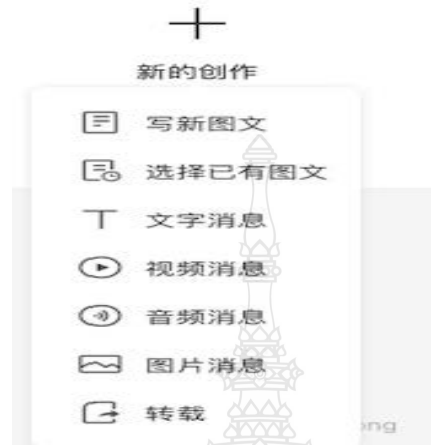 新的创作
写新图文
选择已有图文
文字消息
视频消息
音频消息
图片消息
转载
ong